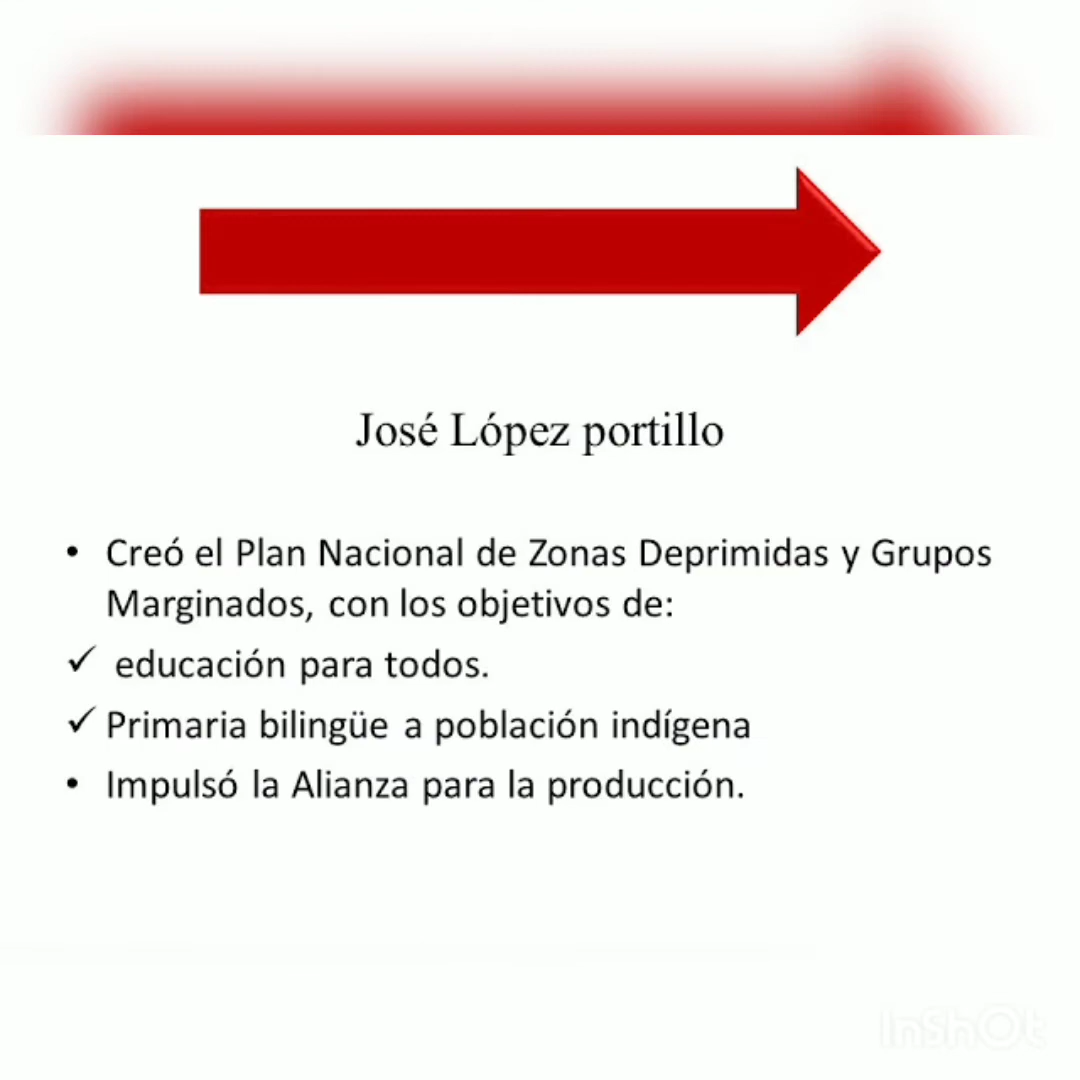 José López portillo
• Creó el Plan Nacional de Zonas Deprimidas y Grupos
Marginados, con los objetivos de:
✓ educación para todos.
✓ Primaria bilingüe a población indígena
• Impulsó la Alianza para la producción.
InShOt